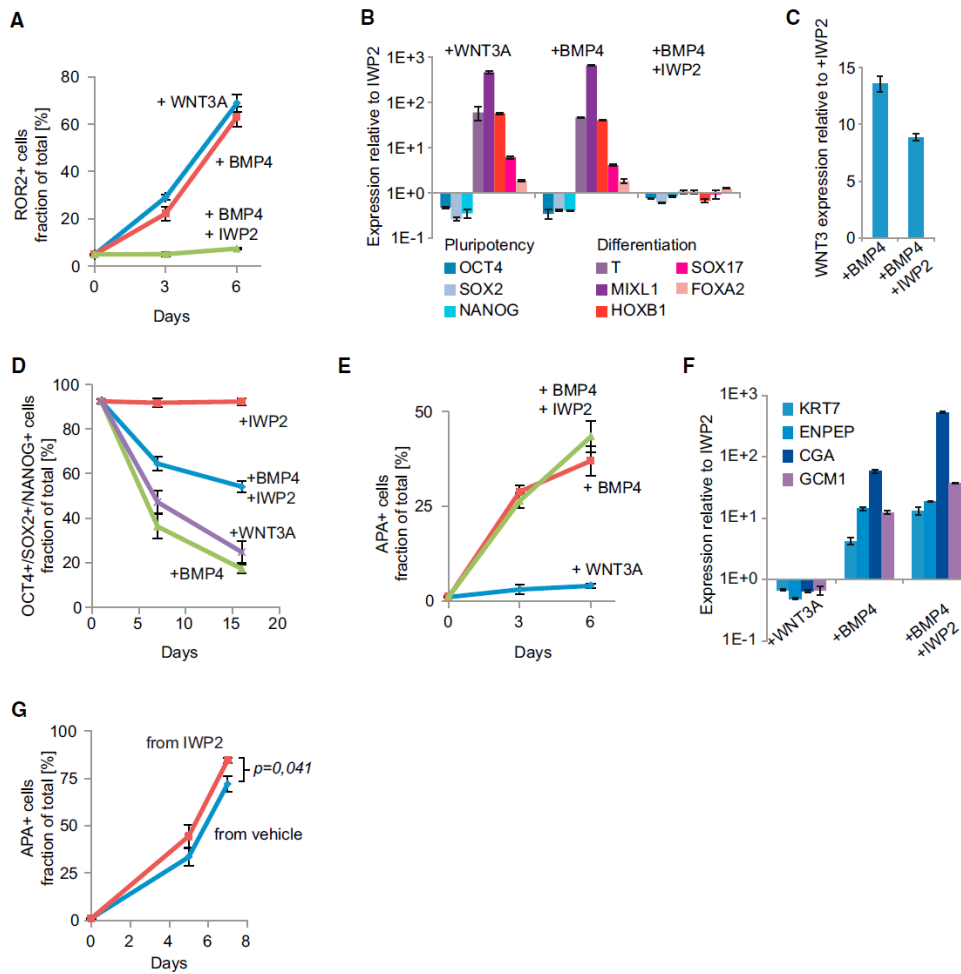 A
ROR2+ cells
fraction of total [%]
80
60
40
20
0
0
3
6
Days
+ WNT3A
+ BMP4
+ BMP4
+ IWP2
B
Expression relative to IWP2
1E+3
1E+2
1E+1
1E+0
1E-1
+WNT3A
+BMP4
+BMP4
+IWP2
Pluripotency
OCT4
SOX2
NANOG
Differentiation
T
MIXL1
HOXB1
SOX17
FOXA2
C
WNT3 expression relative to +IWP2
15
10
5
0
+BMP4
+BMP4
+IWP2
D
OCT4+/SOX2+/NANOG+ cells
fraction of total [%]
100
80
60
40
20
0
0
5
10
15
20
Days
+IWP2
+BMP4
+IWP2
+WNT3A
+BMP4
E
APA+ cells
fraction of total [%]
50
25
0
0
3
6
Days
+ BMP4
+ IWP2
+ BMP4
+ WNT3A
F
Expression relative to IWP2
1E+3
1E+2
1E+1
1E+0
1E-1
KRT7
ENPEP
CGA
GCM1
+WNT3A
+BMP4
+BMP4
+IWP2
G
APA+ cells
fraction of total [%]
100
75
50
25
0
0
2
4
6
8
Days
from IWP2
p=0,041
from vehicle